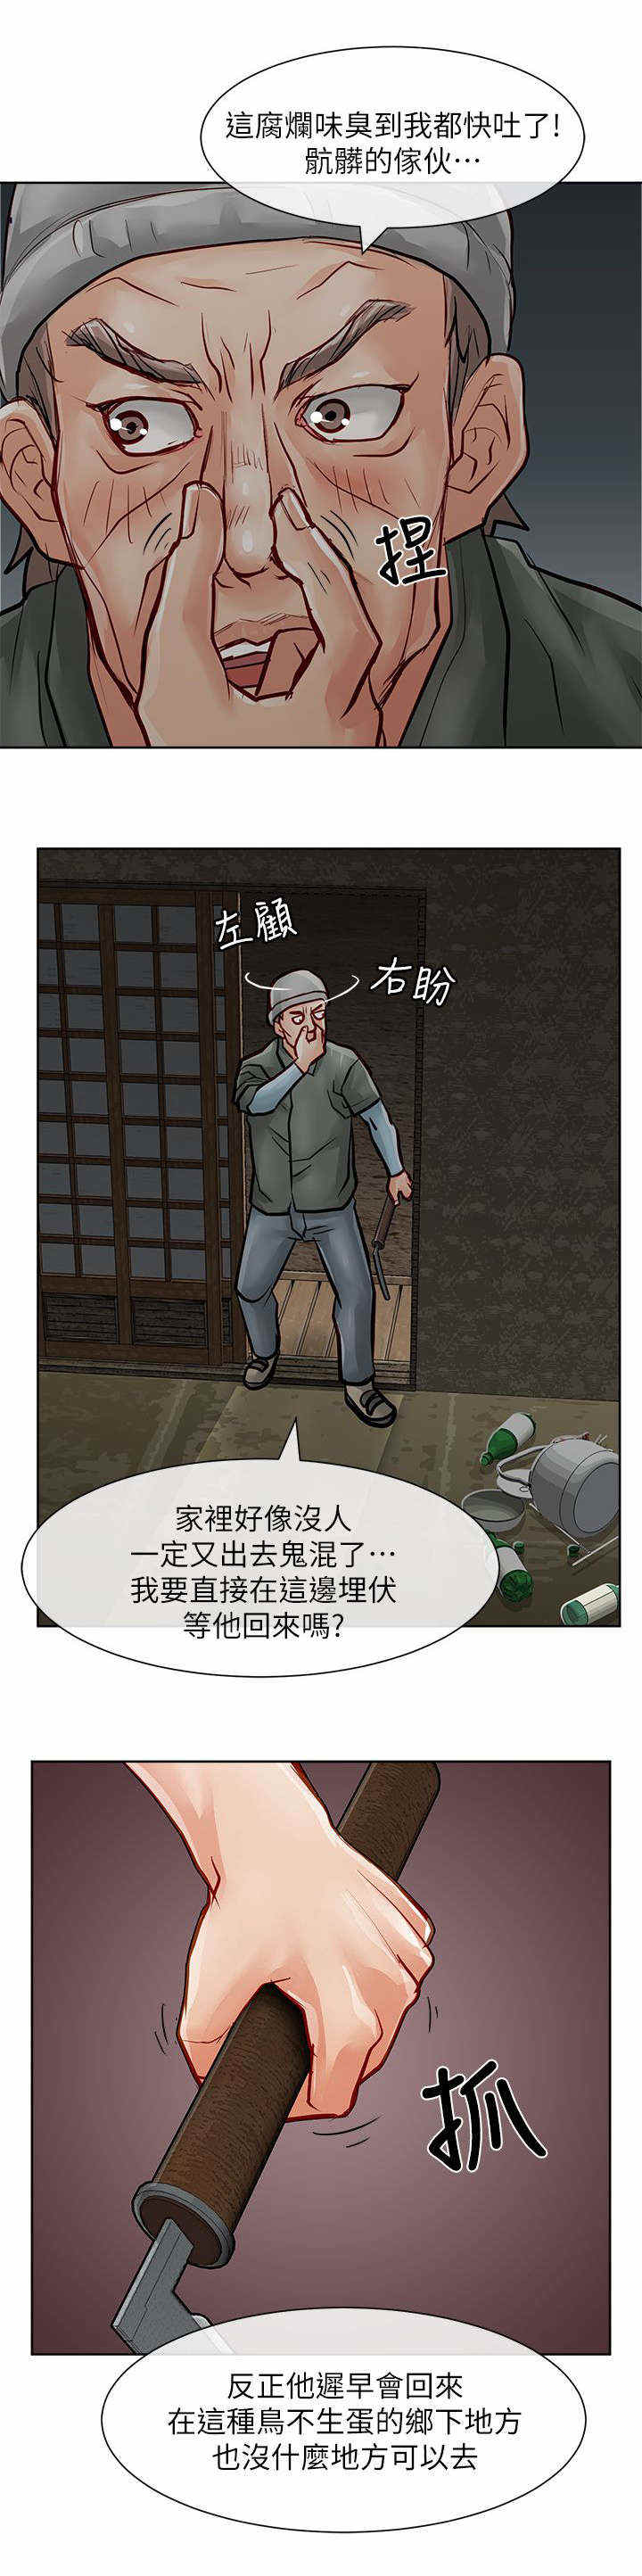 這腐爛味臭到我都快吐了!
骯髒的傢伙…
捏
左顧
右盼
家裡好像沒人
一定又出去鬼混了…
我要直接在這邊埋伏
等他回來嗎?
抓
反正他遲早會回來
在這種鳥不生蛋的鄉下地方
也沒什麼地方可以去